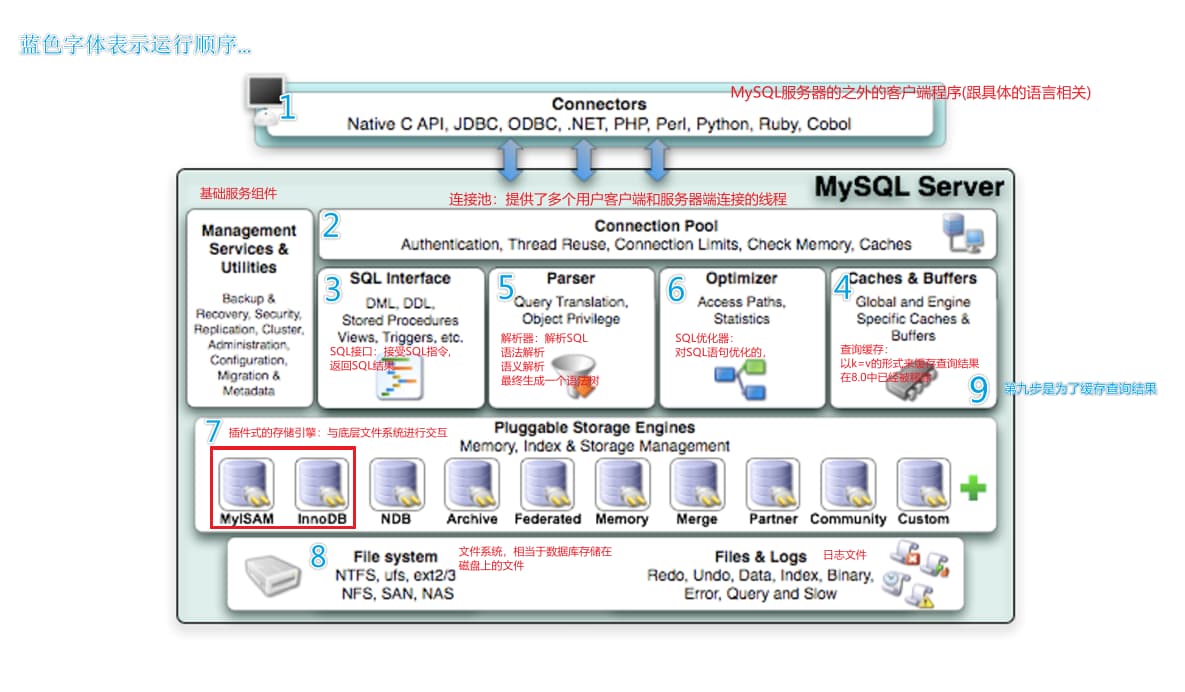 蓝色字体表示运行顺序...
1
MySQL服务器的之外的客户端程序(跟具体的语言相关)
Connectors
Native C API, JDBC, ODBC, .NET, PHP, Perl, Python, Ruby, Cobol
MySQL Server
基础服务组件
连接池：提供了多个用户客户端和服务器端连接的线程
Management
Services &
Utilities
Backup &
Recovery, Security,
Replication, Cluster,
Administration,
Configuration,
Migration &
Metadata
2
Connection Pool
Authentication, Thread Reuse, Connection Limits, Check Memory, Caches
3
SQL Interface
DML, DDL,
Stored Procedures
Views, Triggers, etc.
SQL接口：接受SQL指令,
返回SQL结果
5
Parser
Query Translation,
Object Privilege
解析器：解析SQL
语法解析
语义解析
最终生成一个语法树
6
Optimizer
Access Paths,
Statistics
SQL优化器：
对SQL语句优化的,
4
Caches & Buffers
Global and Engine
Specific Caches &
Buffers
查询缓存：
以k=v的形式来缓存查询结果
在8.0中已经被
9
第九步是为了缓存查询结果
7
插件式的存储引擎：与底层文件系统进行交互
Pluggable Storage Engines
Memory, Index & Storage Management
MyISAM
InnoDB
NDB
Archive
Federated
Memory
Merge
Partner
Community
Custom
8
File system
NTFS, ufs, ext2/3
NFS, SAN, NAS
文件系统，相当于数据库存储在
磁盘上的文件
Files & Logs
日志文件
Redo, Undo, Data, Index, Binary,
Error, Query and Slow